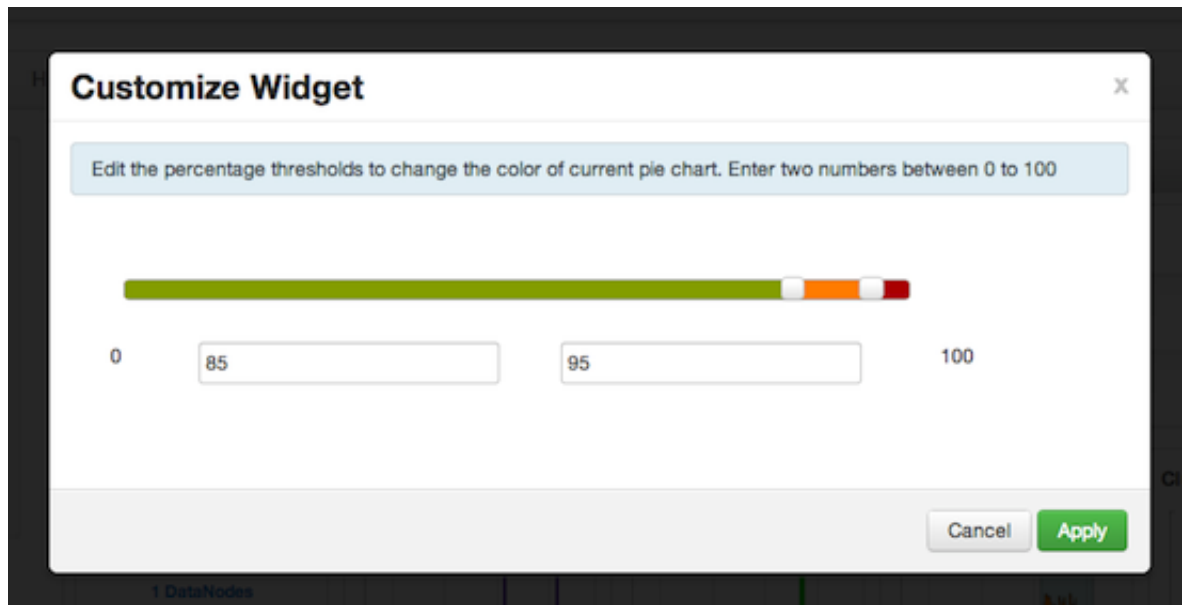 Customize Widget
x
Edit the percentage thresholds to change the color of current pie chart. Enter two numbers between 0 to 100
0
85
95
100
Cancel
Apply
1 DataNodes